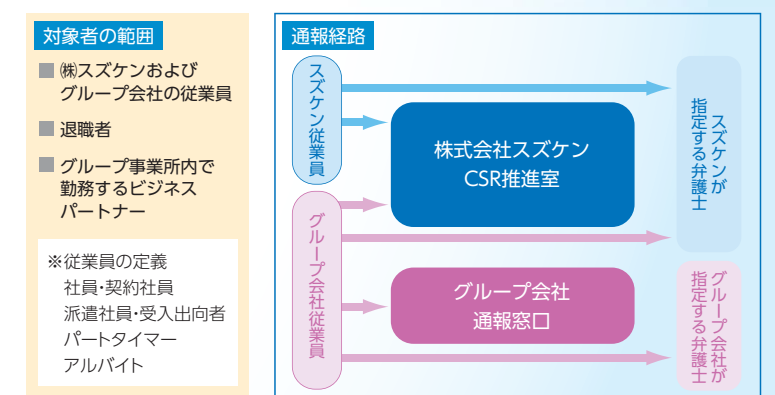 対象者の範囲
■ ㈱スズケンおよび
グループ会社の従業員
■ 退職者
■ グループ事業所内で
勤務するビジネス
パートナー
※従業員の定義
社員・契約社員
派遣社員・受入出向者
パートタイマー
アルバイト
通報経路
スズケン従業員
グループ会社従業員
株式会社スズケン
CSR推進室
グループ会社
通報窓口
スズケンが
指定する弁護士
グループ会社が
指定する弁護士